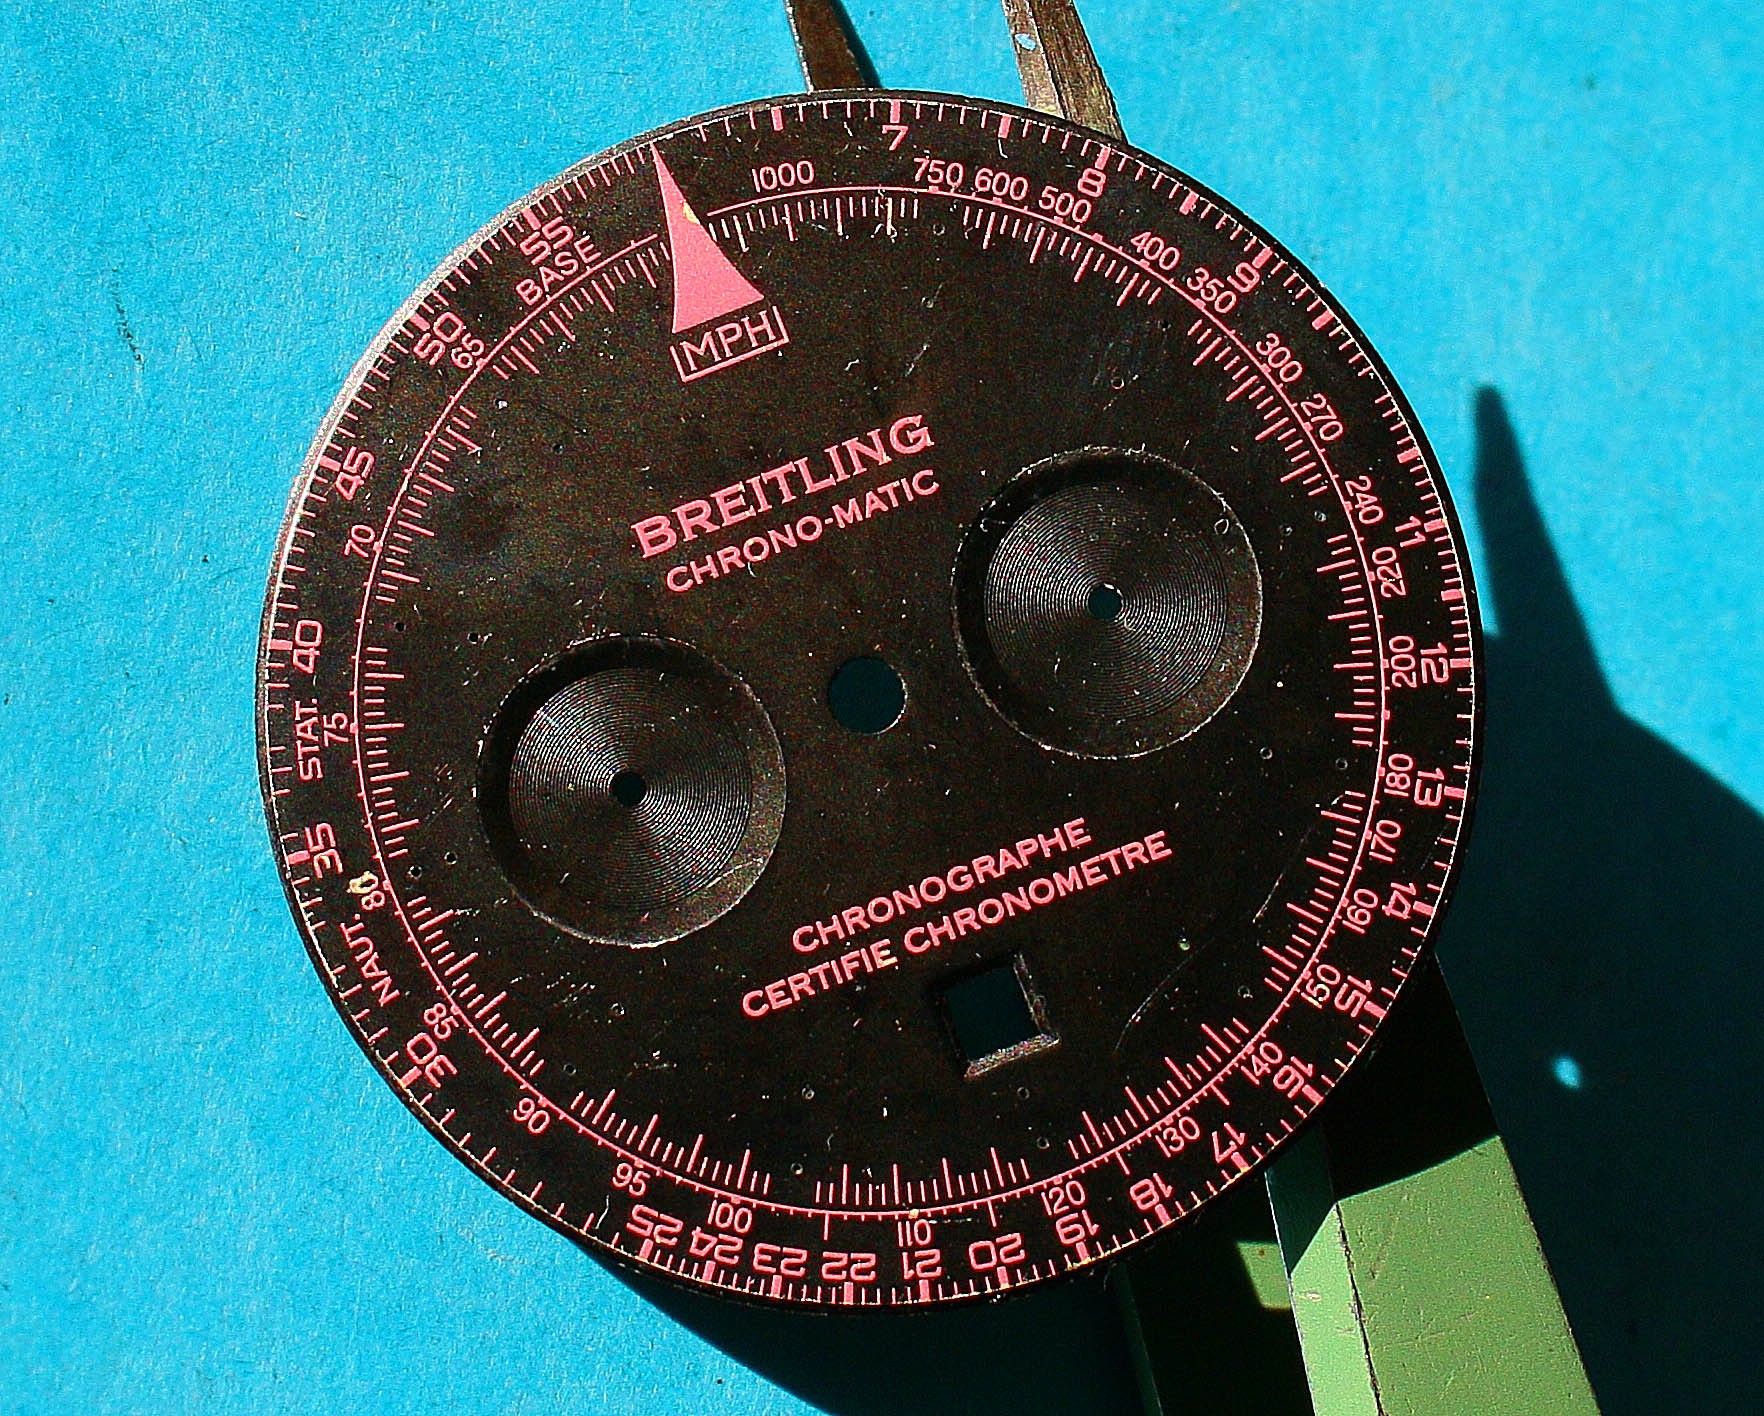 BREITLING
CHRONO-MATIC
CHRONOGRAPHE
CERTIFIE CHRONOMETRE
MPH
7 8 9 11 12 13 14 15 16 17 18 19 20 21 22 23 24 25 30 35 40 45 50 55
NAUT. STAT. BASE
1000 750 600 500 400 350 300 270 240 220 200 180 170 160 150 140 130 120 110 100 95 90 85 80 75 70 65